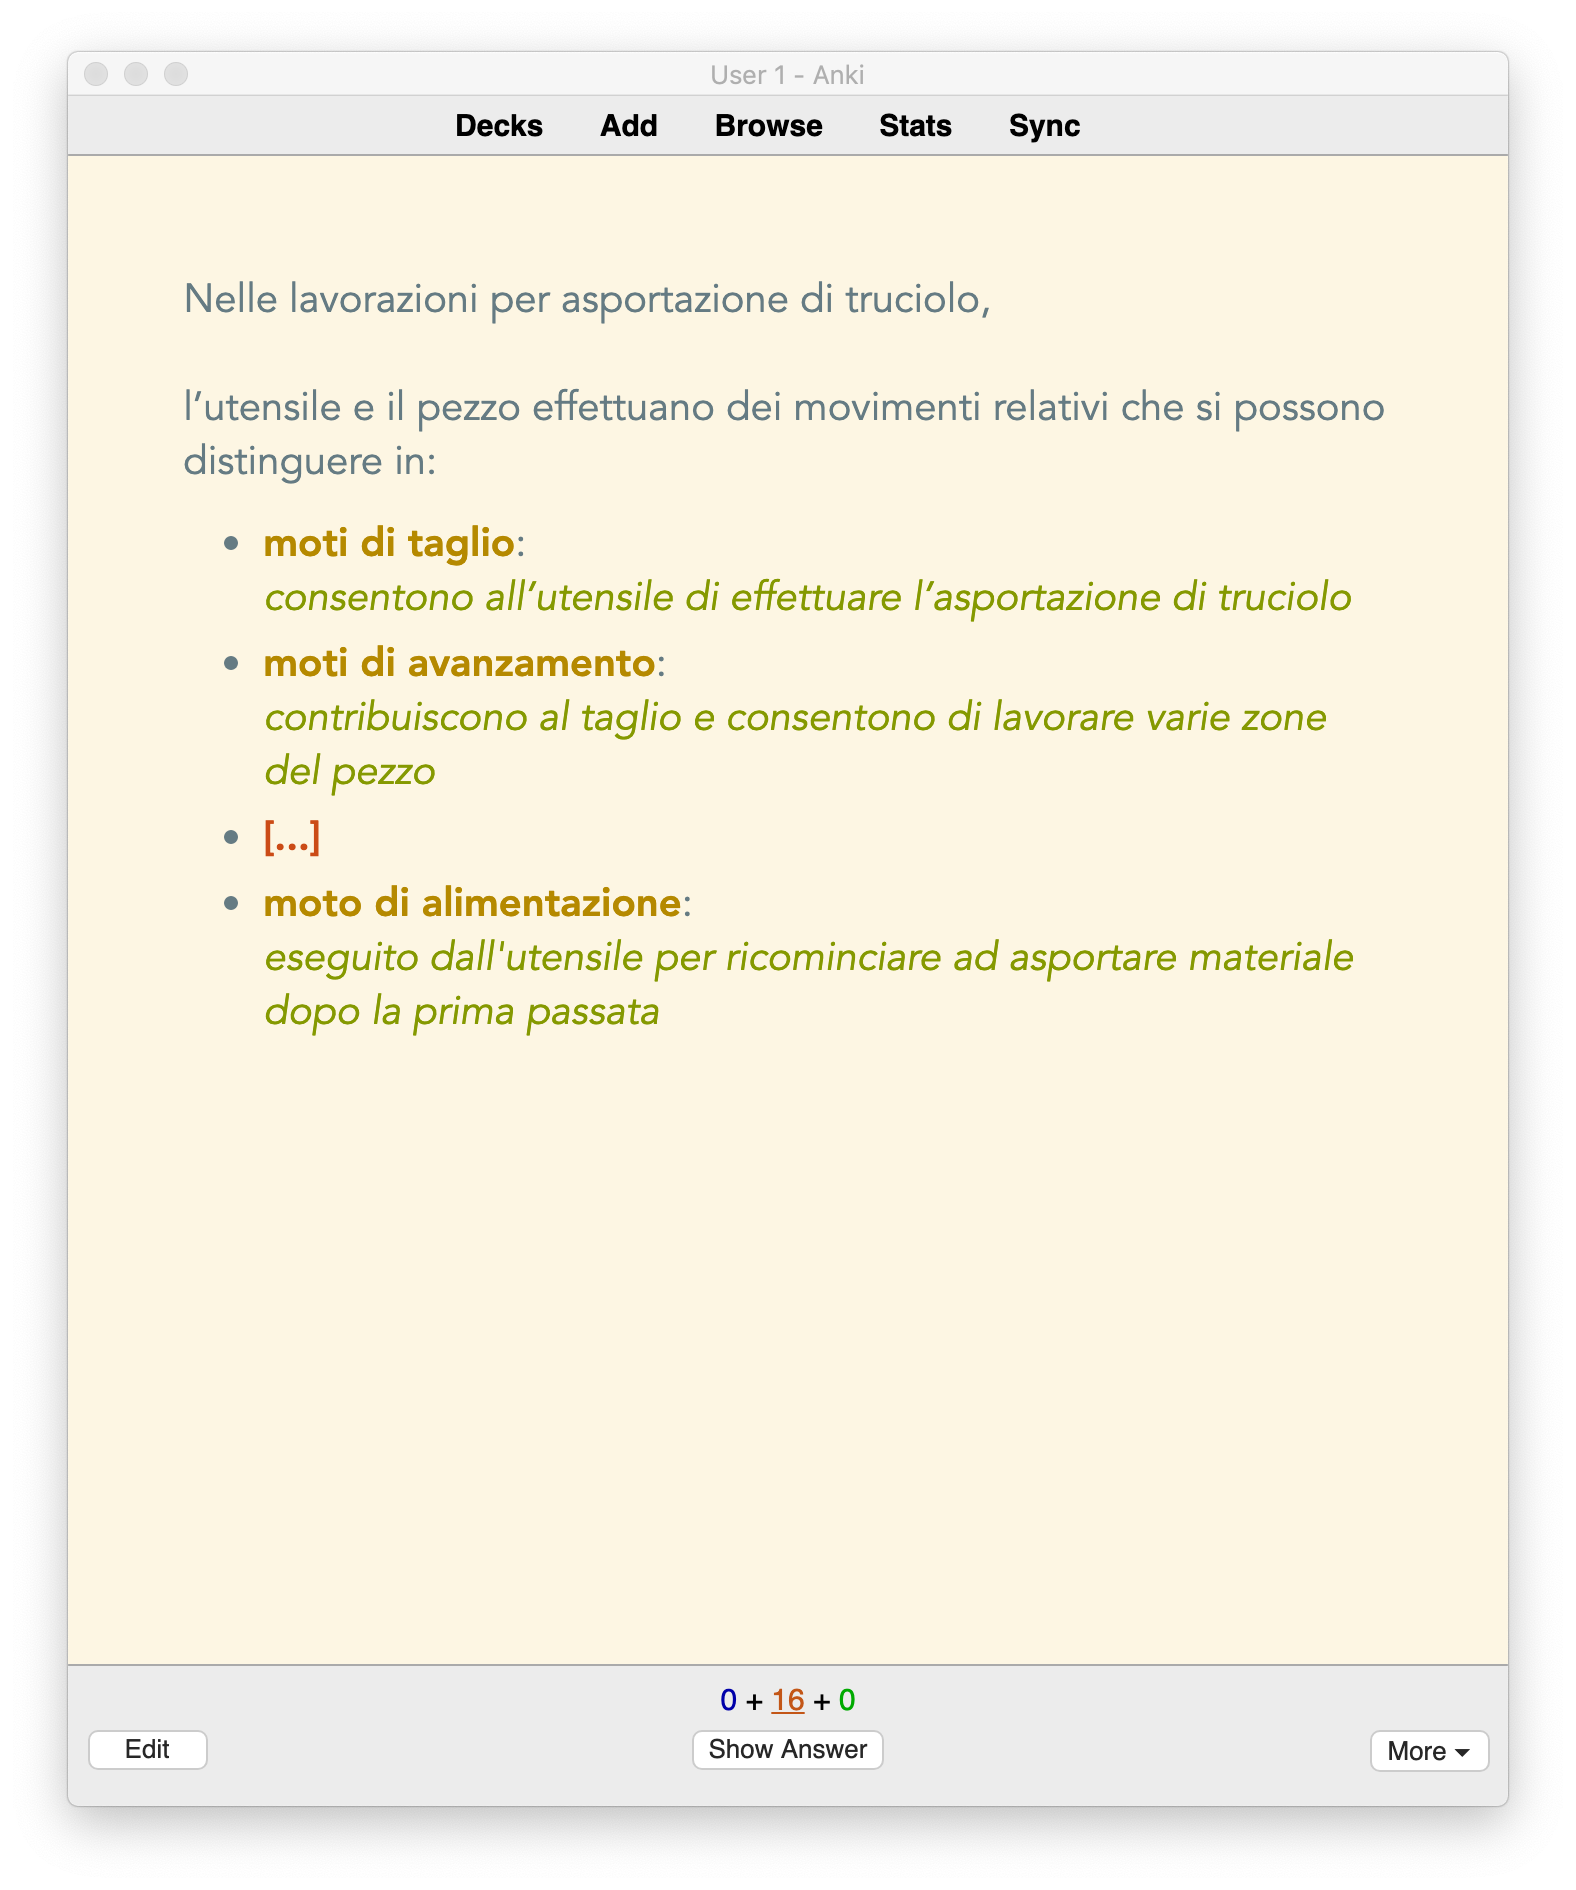 User 1 - Anki
Decks Add Browse Stats Sync
Nelle lavorazioni per asportazione di truciolo,
l’utensile e il pezzo effettuano dei movimenti relativi che si possono
distinguere in:
• moti di taglio:
consentono all’utensile di effettuare l’asportazione di truciolo
• moti di avanzamento:
contribuiscono al taglio e consentono di lavorare varie zone
del pezzo
• [...]
• moto di alimentazione:
eseguito dall'utensile per ricominciare ad asportare materiale
dopo la prima passata
0 + 16 + 0
Edit Show Answer More